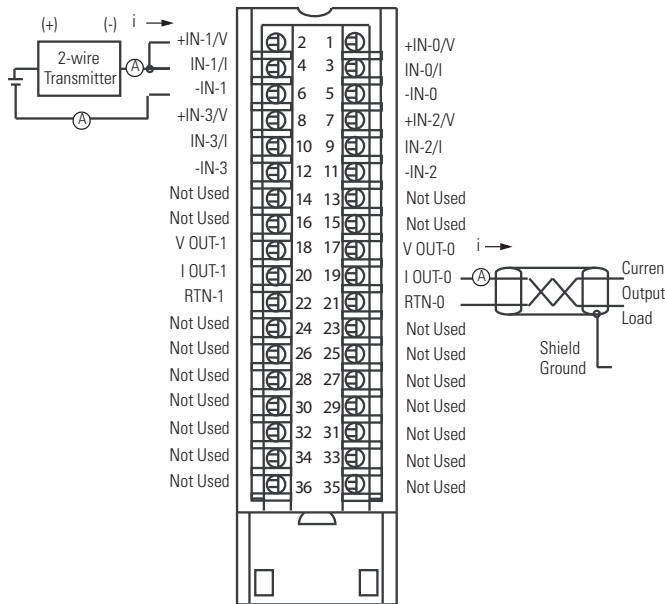 (+) (-) i
+IN-1/V 2 1 +IN-0/V
2-wire
Transmitter
A
IN-1/I 4 3 IN-0/I
-IN-1 6 5 -IN-0
A
+IN-3/V 8 7 +IN-2/V
IN-3/I 10 9 IN-2/I
-IN-3 12 11 -IN-2
Not Used 14 13 Not Used
Not Used 16 15 Not Used
V OUT-1 18 17 V OUT-0 i
I OUT-1 20 19 I OUT-0 A Curren
RTN-1 22 21 RTN-0 Output
Load
Not Used 24 23 Not Used
Shield
Ground
Not Used 26 25 Not Used
Not Used 28 27 Not Used
Not Used 30 29 Not Used
Not Used 32 31 Not Used
Not Used 34 33 Not Used
Not Used 36 35 Not Used